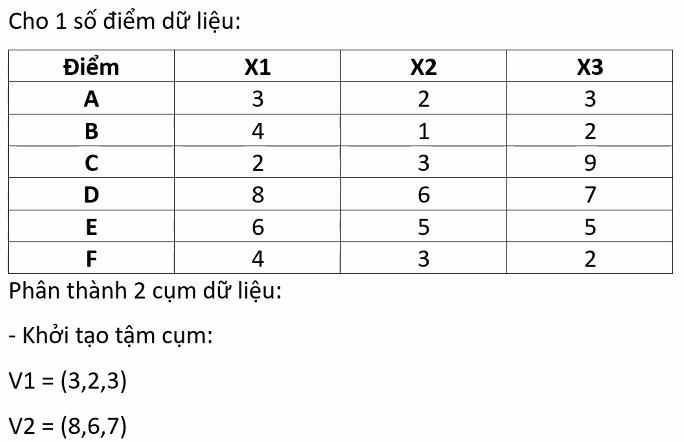 Cho 1 số điểm dữ liệu:
Điểm X1 X2 X3
A 3 2 3
B 4 1 2
C 2 3 9
D 8 6 7
E 6 5 5
F 4 3 2
Phân thành 2 cụm dữ liệu:
- Khởi tạo tậm cụm:
V1 = (3,2,3)
V2 = (8,6,7)